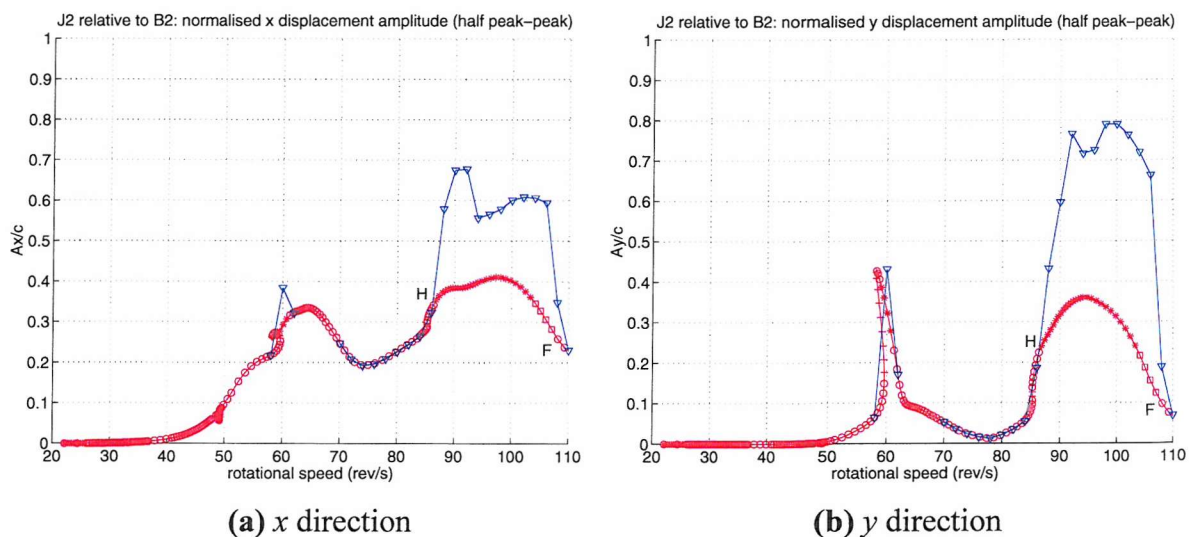 J2 relative to B2: normalised x displacement amplitude (half peak–peak)
1
0.9
0.8
0.7
0.6
0.5
0.4
0.3
0.2
0.1
0
Ax/c
H
F
20 30 40 50 60 70 80 90 100 110
rotational speed (rev/s)
(a) x direction
J2 relative to B2: normalised y displacement amplitude (half peak–peak)
1
0.9
0.8
0.7
0.6
0.5
0.4
0.3
0.2
0.1
0
Ay/c
H
F
20 30 40 50 60 70 80 90 100 110
rotational speed (rev/s)
(b) y direction